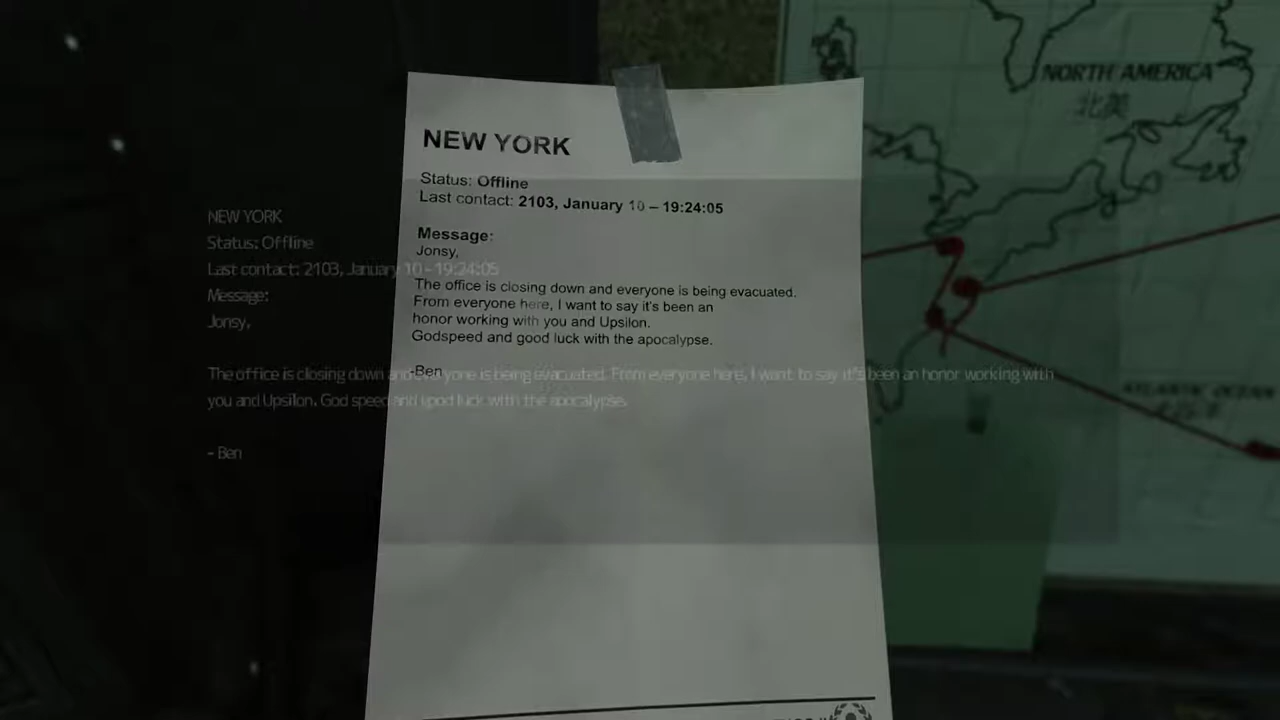 NEW YORK
Status: Offline
Last contact: 2103, January 10 – 19:24:05
Message:
Jonsy,
The office is closing down and everyone is being evacuated.
From everyone here, I want to say it's been an
honor working with you and Upsilon.
Godspeed and good luck with the apocalypse.
-Ben
NEW YORK
Status: Offline
Last contact: 2103, January 10 - 19:24:05
Message:
Jonsy,
The office is closing down and everyone is being evacuated. From everyone here, I want to say it's been an honor working with
you and Upsilon. God speed and good luck with the apocalypse.
- Ben
NORTH AMERICA
北美
ATLANTIC OCEAN